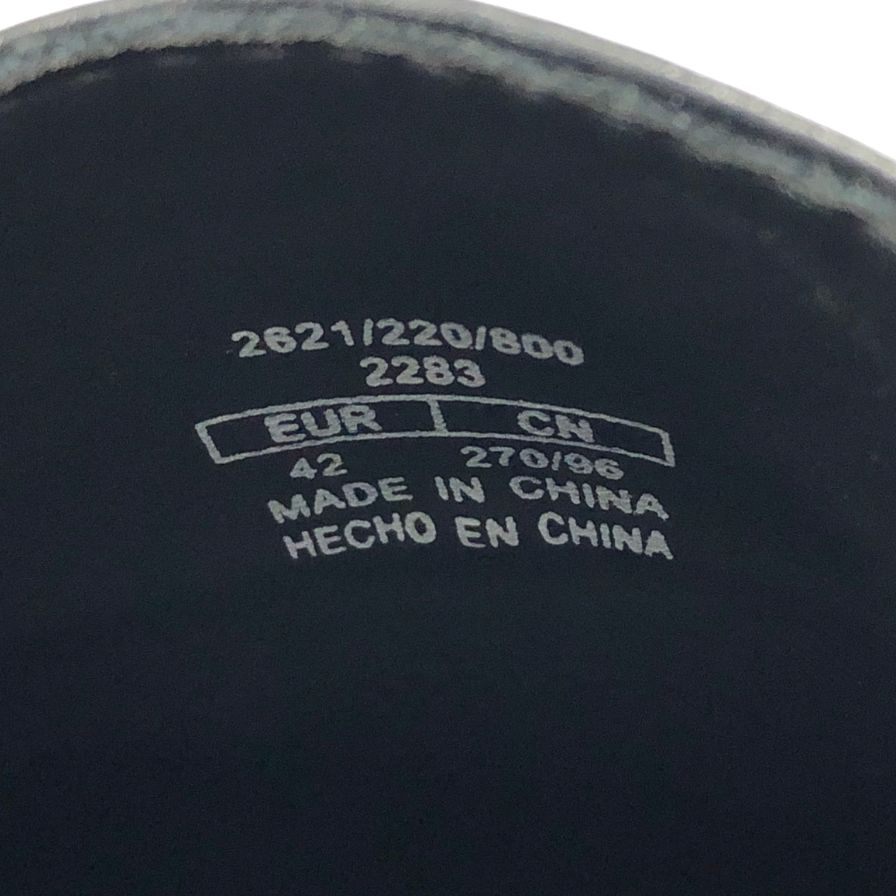 2621/220/800
2283
EUR CN
42 270/96
MADE IN CHINA
HECHO EN CHINA